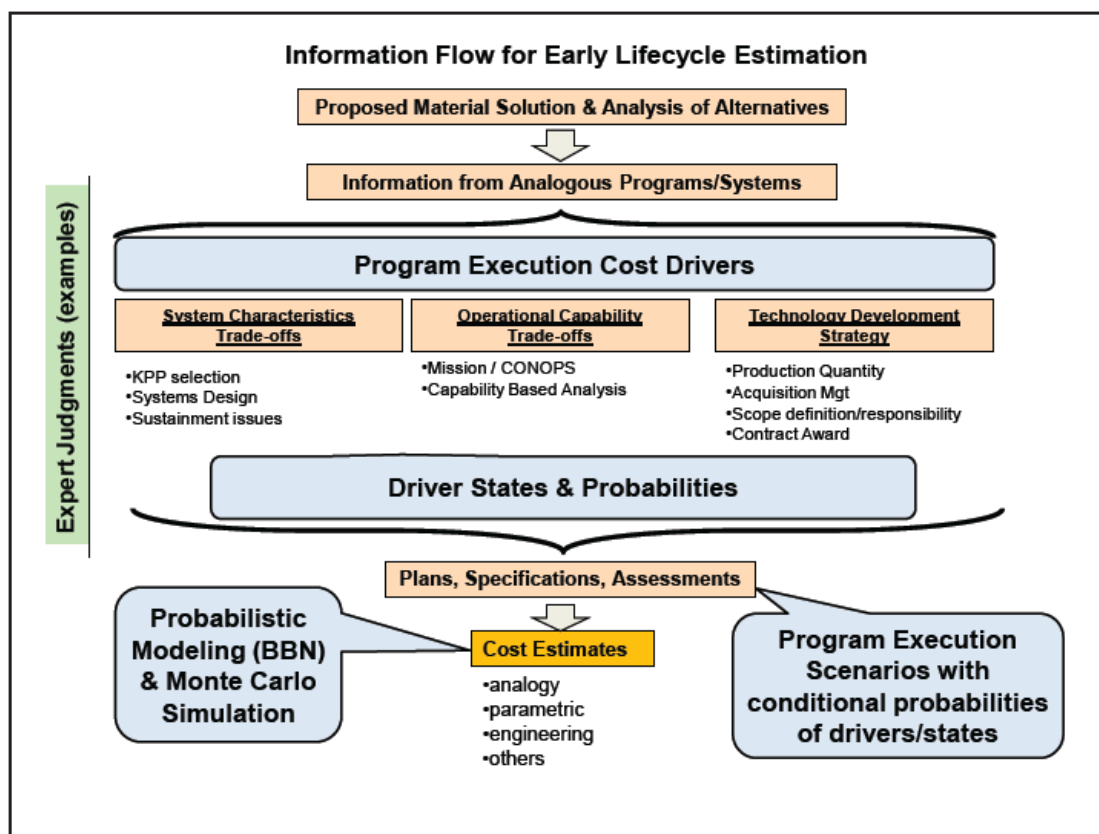 Information Flow for Early Lifecycle Estimation
Proposed Material Solution & Analysis of Alternatives
Information from Analogous Programs/Systems
Expert Judgments (examples)
Program Execution Cost Drivers
System Characteristics
Trade-offs
•KPP selection
•Systems Design
•Sustainment issues
Operational Capability
Trade-offs
•Mission / CONOPS
•Capability Based Analysis
Technology Development
Strategy
•Production Quantity
•Acquisition Mgt
•Scope definition/responsibility
•Contract Award
Driver States & Probabilities
Plans, Specifications, Assessments
Probabilistic
Modeling (BBN)
& Monte Carlo
Simulation
Cost Estimates
•analogy
•parametric
•engineering
•others
Program Execution
Scenarios with
conditional probabilities
of drivers/states